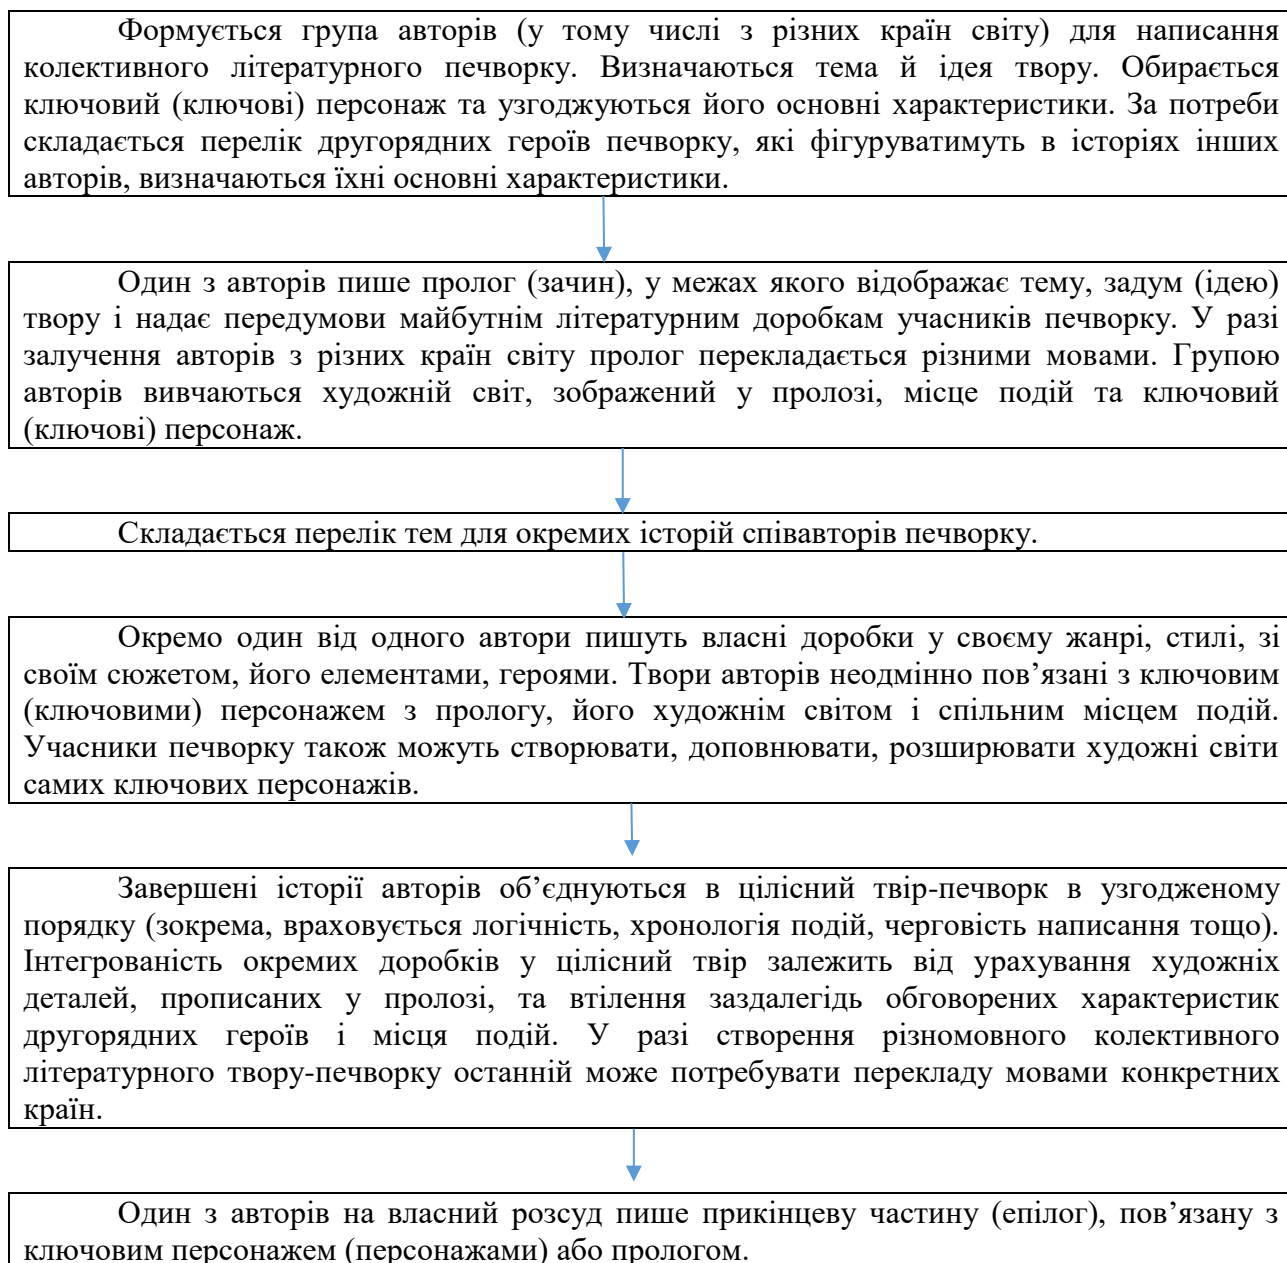 Формується група авторів (у тому числі з різних країн світу) для написання
колективного літературного печворку. Визначаються тема й ідея твору. Обирається
ключовий (ключові) персонаж та узгоджуються його основні характеристики. За потреби
складається перелік другорядних героїв печворку, які фігуруватимуть в історіях інших
авторів, визначаються їхні основні характеристики.
Один з авторів пише пролог (зачин), у межах якого відображає тему, задум (ідею)
твору і надає передумови майбутнім літературним доробкам учасників печворку. У разі
залучення авторів з різних країн світу пролог перекладається різними мовами. Групою
авторів вивчаються художній світ, зображений у пролозі, місце подій та ключовий
(ключові) персонаж.
Складається перелік тем для окремих історій співавторів печворку.
Окремо один від одного автори пишуть власні доробки у своєму жанрі, стилі, зі
своїм сюжетом, його елементами, героями. Твори авторів неодмінно пов’язані з ключовим
(ключовими) персонажем з прологу, його художнім світом і спільним місцем подій.
Учасники печворку також можуть створювати, доповнювати, розширювати художні світи
самих ключових персонажів.
Завершені історії авторів об’єднуються в цілісний твір-печворк в узгодженому
порядку (зокрема, враховується логічність, хронологія подій, черговість написання тощо).
Інтегрованість окремих доробків у цілісний твір залежить від урахування художніх
деталей, прописаних у пролозі, та втілення заздалегідь обговорених характеристик
другорядних героїв і місця подій. У разі створення різномовного колективного
літературного твору-печворку останній може потребувати перекладу мовами конкретних
країн.
Один з авторів на власний розсуд пише прикінцеву частину (епілог), пов’язану з
ключовим персонажем (персонажами) або прологом.